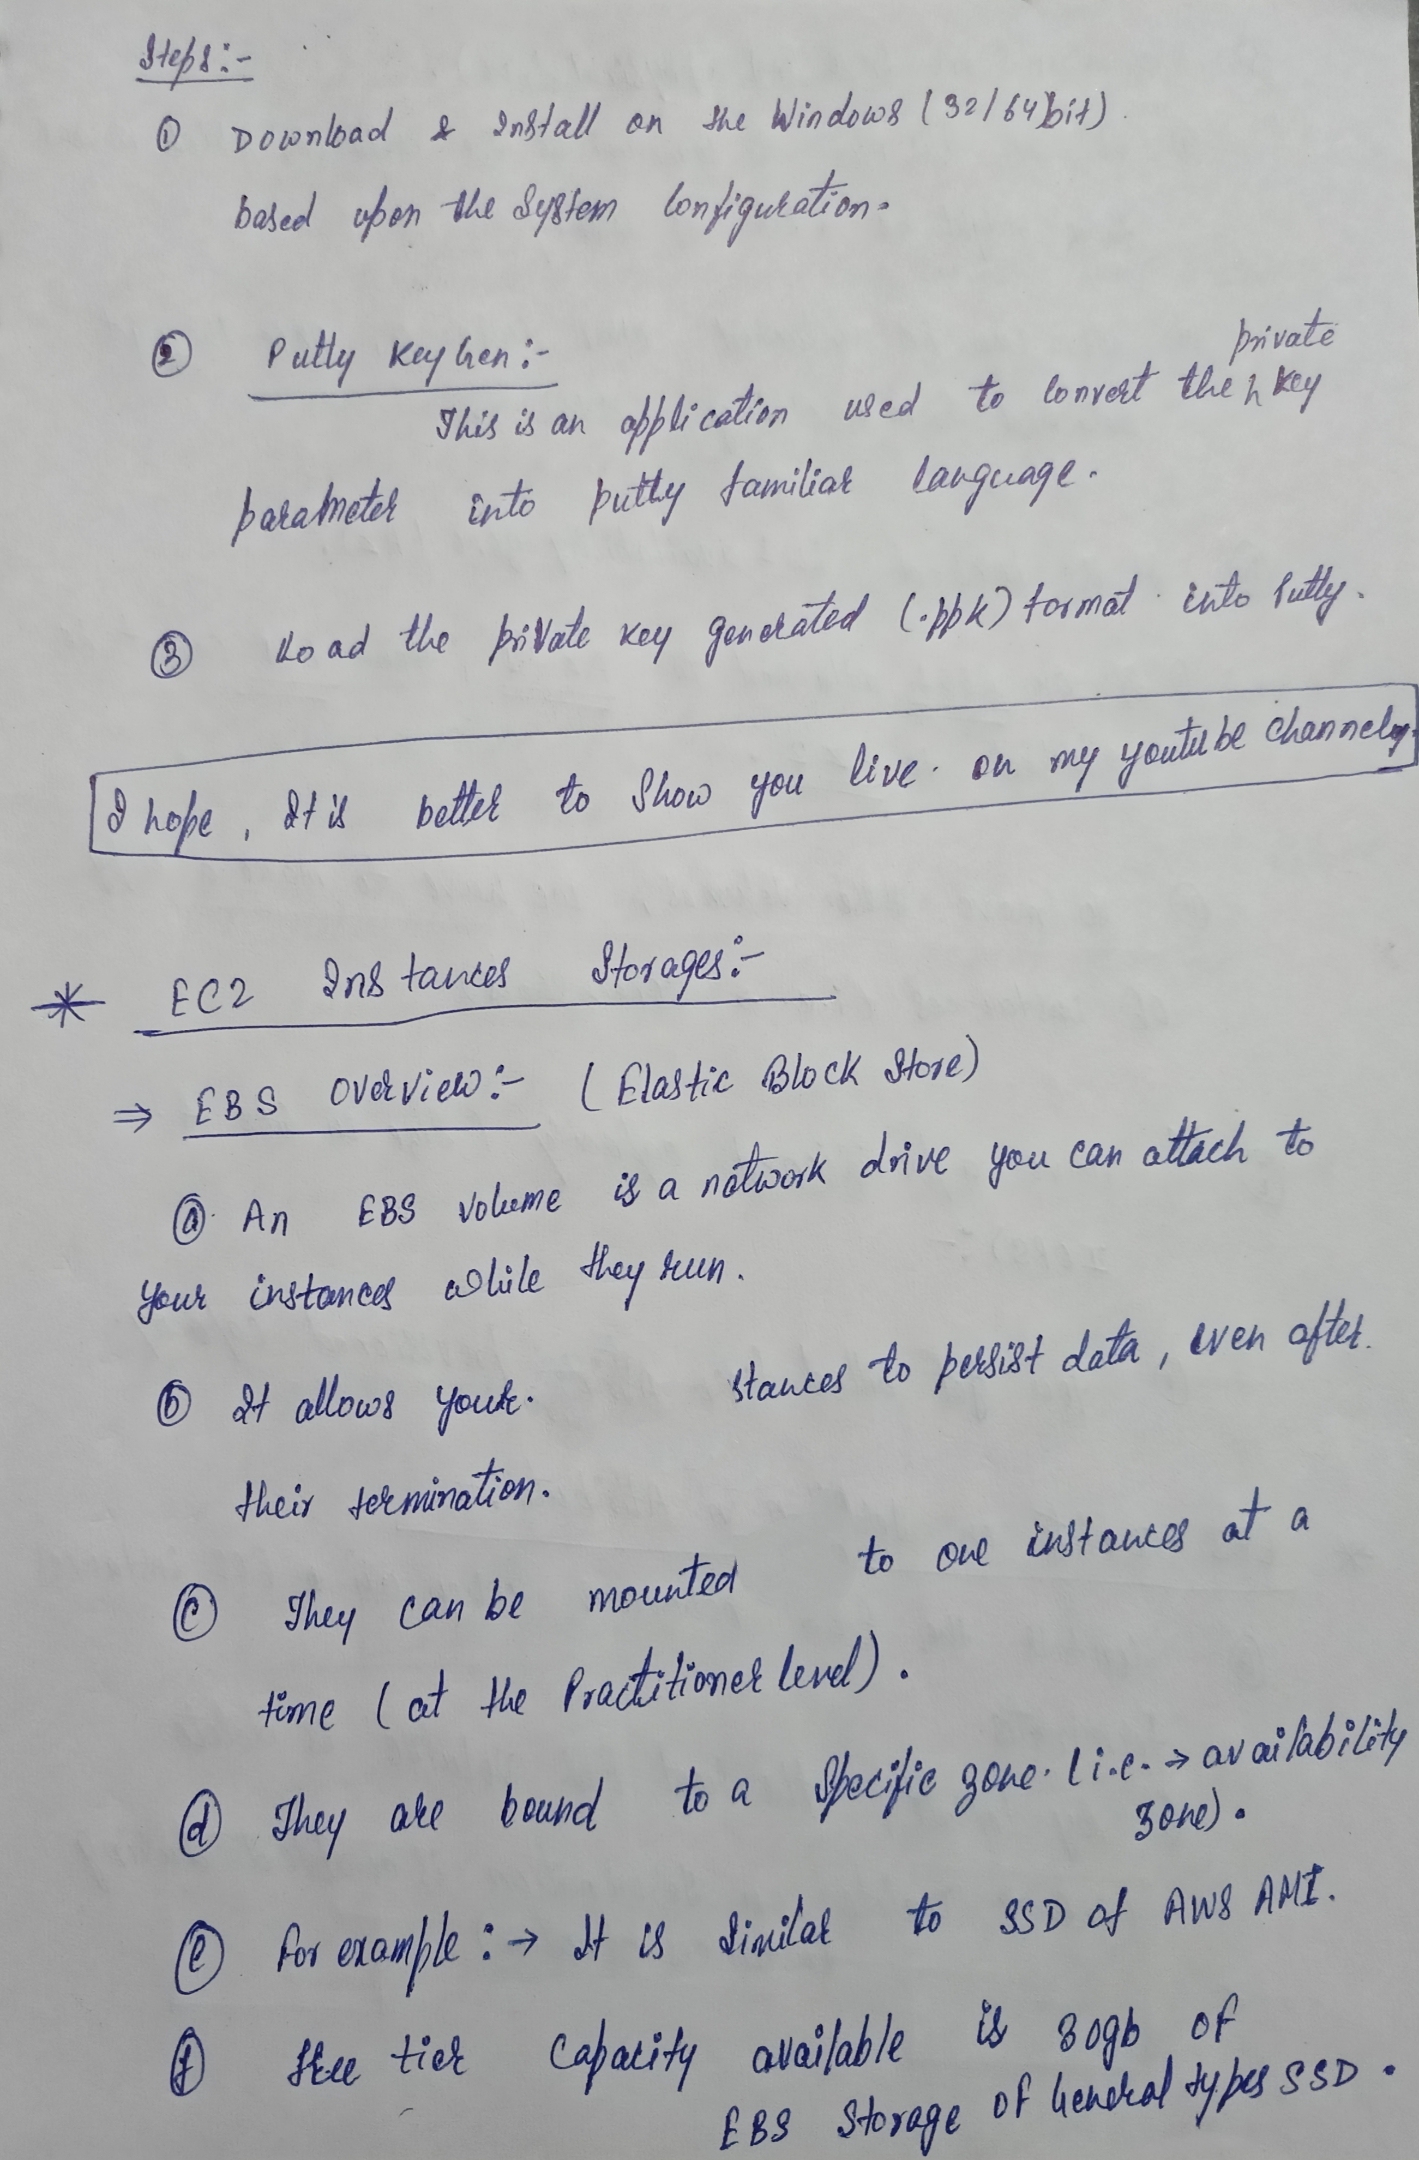 Steps:-
① Download & Install on the Windows (32/64bit)
based upon the System Configuration.
② Putty KeyGen:-
private
This is an application used to convert the ^ key
parameter into putty familiar language.
③ Load the private key generated (.ppk) format into Putty.
I hope, It is better to Show you live on my youtube channel
* EC2 Instances Storages:-
⇒ EBS Overview:- (Elastic Block Store)
ⓐ An EBS volume is a network drive you can attach to
your instances while they run.
ⓑ It allows your stances to persist data, even after
their termination.
ⓒ They can be mounted to one instances at a
time (at the Practitioner level).
ⓓ They are bound to a Specific zone. (i.e. → availability
zone).
ⓔ For example: → It is Similar to SSD of AWS AMI.
ⓕ free tier Capacity available is 30gb of
EBS Storage of General types SSD.